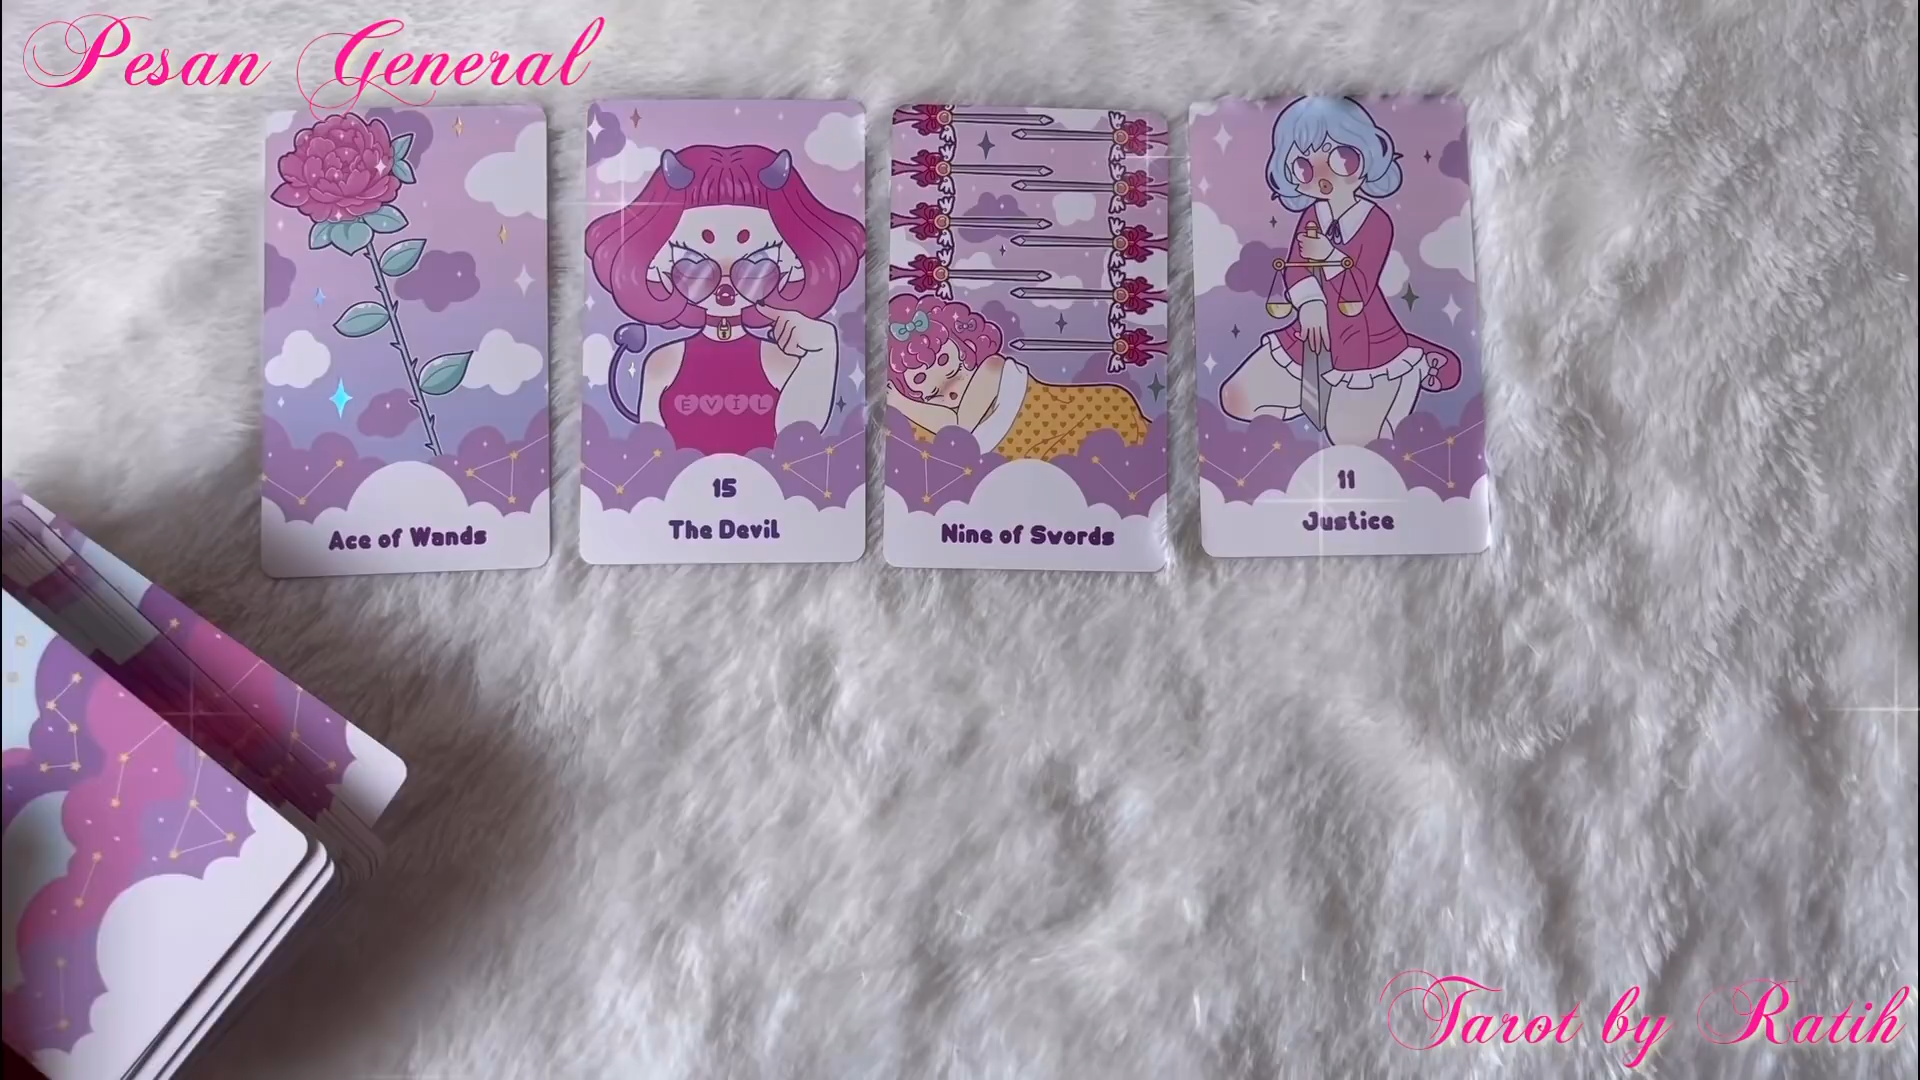 Pesan General
EVIL
15
11
Ace of Wands
The Devil
Nine of Swords
Justice
Tarot by Ratih